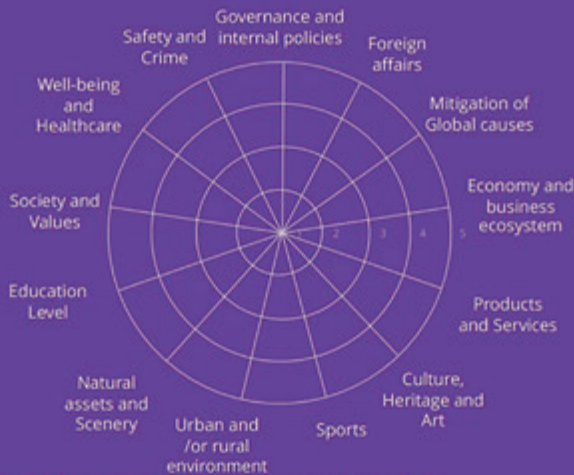 Governance and
internal policies
Foreign
affairs
Mitigation of
Global causes
Economy and
business
ecosystem
Products
and Services
Culture,
Heritage and
Art
Sports
Urban and
/or rural
environment
Natural
assets and
Scenery
Education
Level
Society and
Values
Well-being
and
Healthcare
Safety and
Crime
1 2 3 4 5